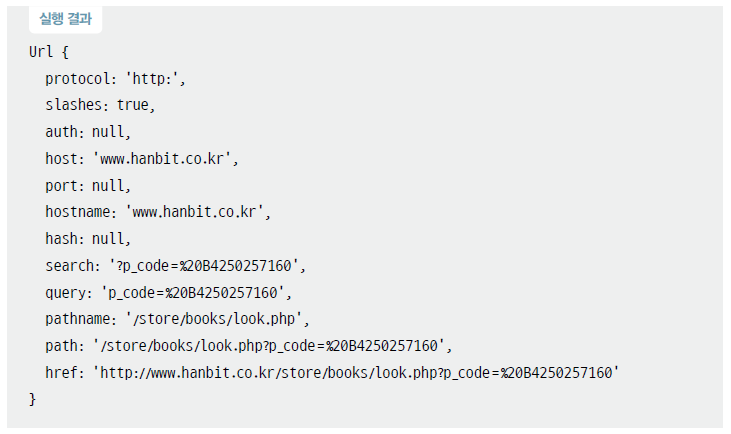 실행 결과
Url {
  protocol: 'http:',
  slashes: true,
  auth: null,
  host: 'www.hanbit.co.kr',
  port: null,
  hostname: 'www.hanbit.co.kr',
  hash: null,
  search: '?p_code=%20B4250257160',
  query: 'p_code=%20B4250257160',
  pathname: '/store/books/look.php',
  path: '/store/books/look.php?p_code=%20B4250257160',
  href: 'http://www.hanbit.co.kr/store/books/look.php?p_code=%20B4250257160'
}